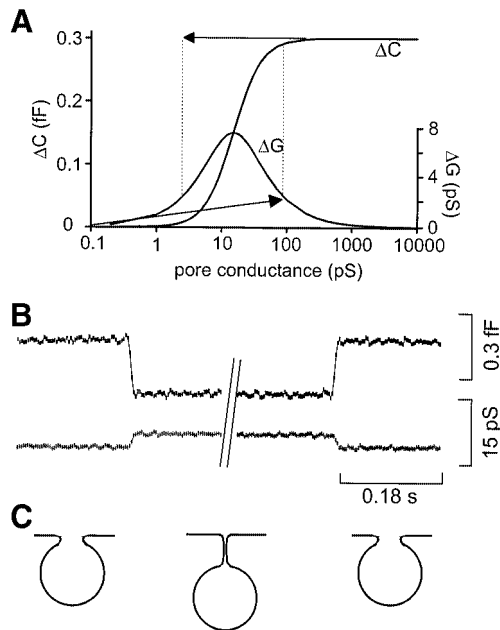 A
0.3
0.2
0.1
0
ΔC (fF)
ΔC
ΔG
8
4
2
0
ΔG (pS)
0.1
1
10
100
1000
10000
pore conductance (pS)
B
0.3 fF
15 pS
0.18 s
C